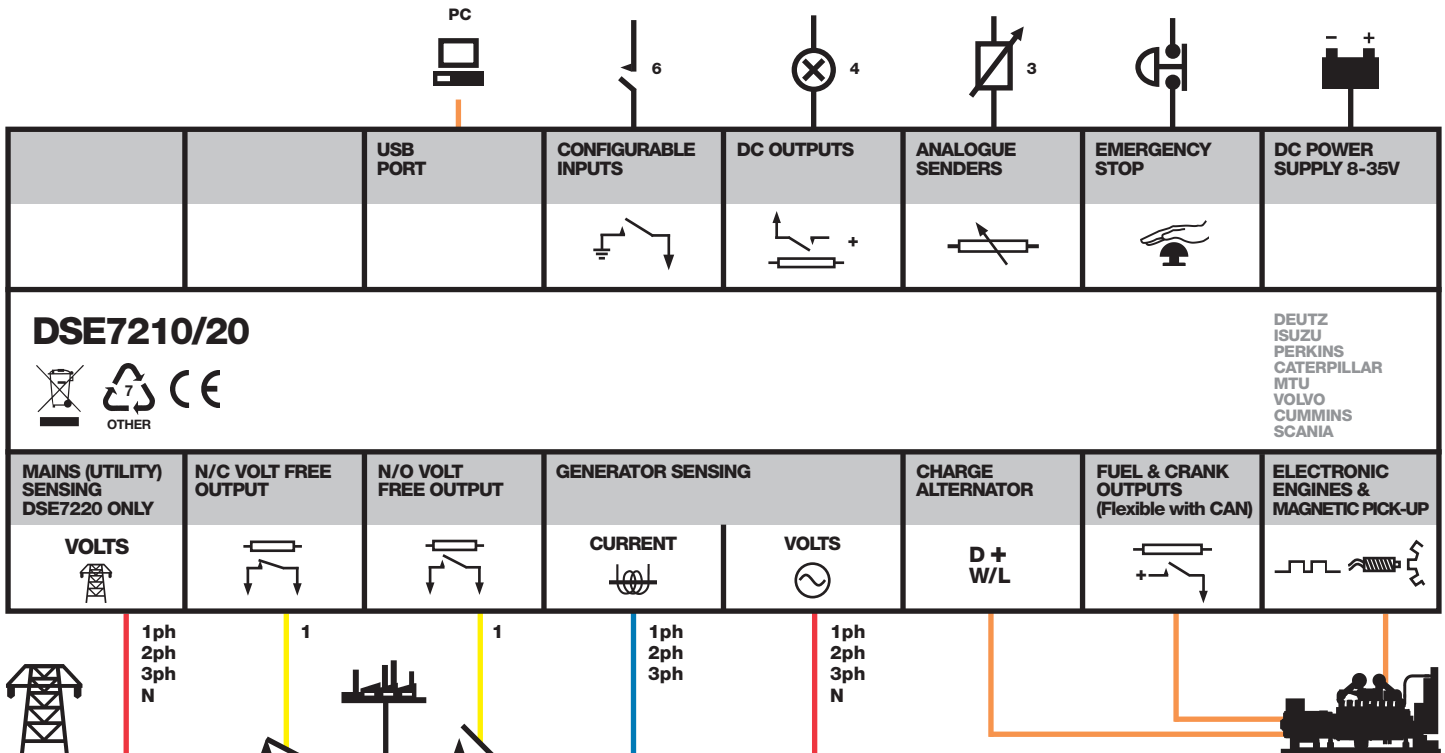 PC
6
4
3
- +
USB
PORT
CONFIGURABLE
INPUTS
DC OUTPUTS
ANALOGUE
SENDERS
EMERGENCY
STOP
DC POWER
SUPPLY 8-35V
+
DSE7210/20
7
OTHER
CE
DEUTZ
ISUZU
PERKINS
CATERPILLAR
MTU
VOLVO
CUMMINS
SCANIA
MAINS (UTILITY)
SENSING
DSE7220 ONLY
VOLTS
N/C VOLT FREE
OUTPUT
N/O VOLT
FREE OUTPUT
GENERATOR SENSING
CURRENT
VOLTS
CHARGE
ALTERNATOR
D +
W/L
FUEL & CRANK
OUTPUTS
(Flexible with CAN)
+
ELECTRONIC
ENGINES &
MAGNETIC PICK-UP
1ph
2ph
3ph
N
1
1
1ph
2ph
3ph
1ph
2ph
3ph
N